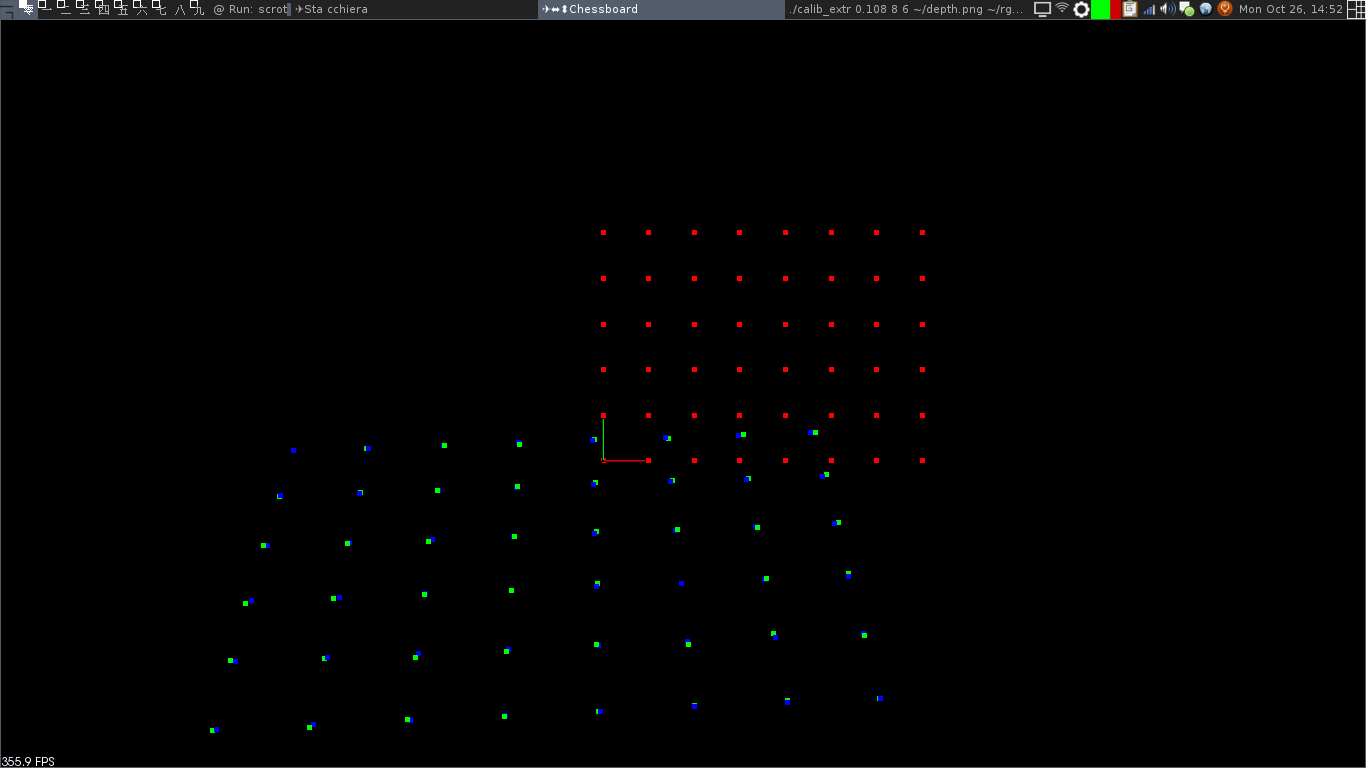 一 二 三 四 五 六 七 八 九 @ Run: scrot ✈Sta cchiera ✈⬌⬍Chessboard ./calib_extr 0.108 8 6 ~/depth.png ~/rg... Mon Oct 26, 14:52
355.9 FPS